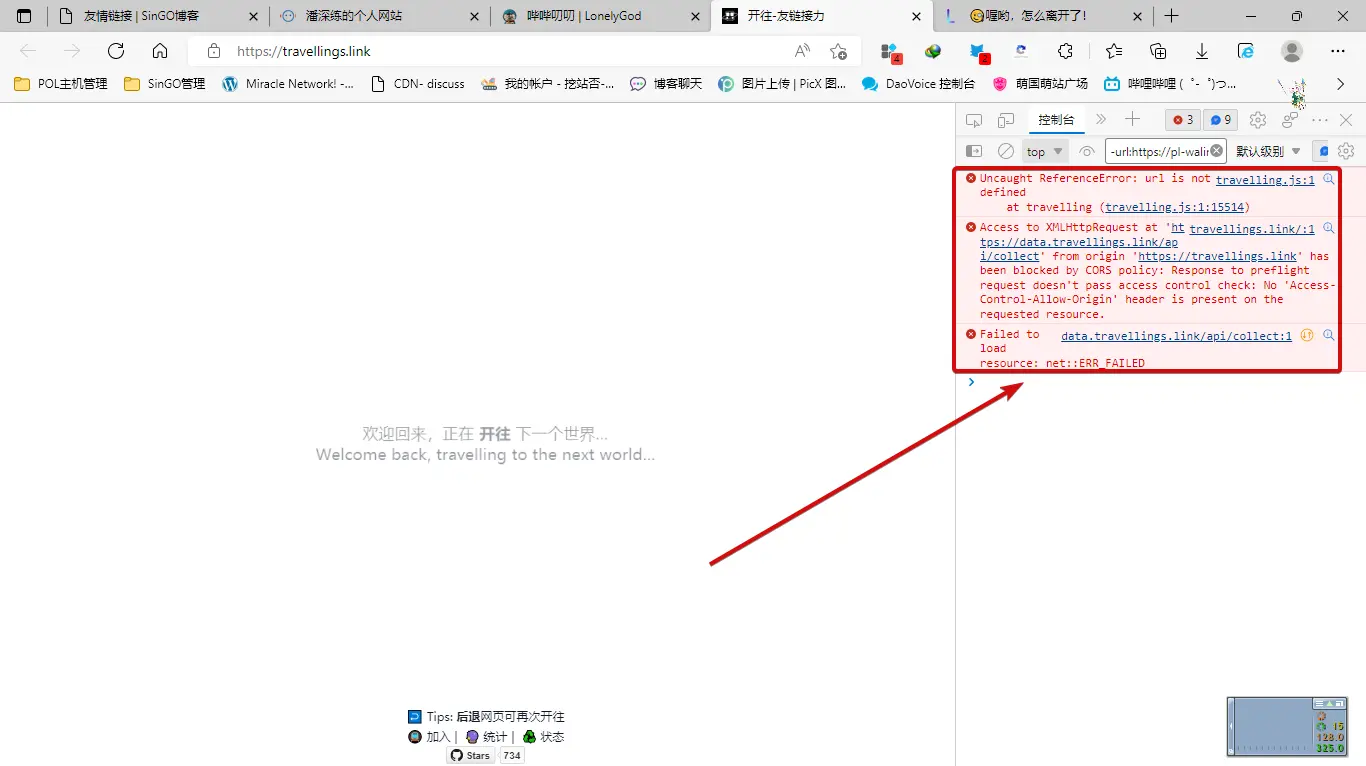 友情链接 | SinGO博客
潘深练的个人网站
哔哔叨叨 | LonelyGod
开往-友链接力
喔哟，怎么离开了！
https://travellings.link
4
4
POL主机管理
SinGO管理
Miracle Network! -...
CDN- discuss
我的帐户 - 挖站否-...
博客聊天
图片上传 | PicX 图...
DaoVoice 控制台
萌国萌站广场
哔哩哔哩 (゜-゜)つ...
控制台
3
9
top
-url:https://pl-walin
默认级别
Uncaught ReferenceError: url is not travelling.js:1
defined
at travelling (travelling.js:1:15514)
Access to XMLHttpRequest at 'ht travellings.link/:1
tps://data.travellings.link/ap
i/collect' from origin 'https://travellings.link' has
been blocked by CORS policy: Response to preflight
request doesn't pass access control check: No 'Access-
Control-Allow-Origin' header is present on the
requested resource.
Failed to data.travellings.link/api/collect:1
load
resource: net::ERR_FAILED
欢迎回来，正在 开往 下一个世界...
Welcome back, travelling to the next world...
Tips: 后退网页可再次开往
加入 | 统计 | 状态
Stars 734
15
128.0
325.0